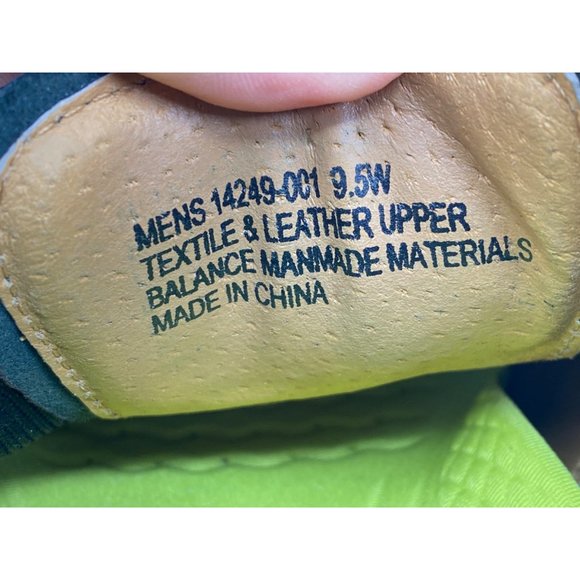 MENS 14249-001 9.5W
TEXTILE & LEATHER UPPER
BALANCE MANMADE MATERIALS
MADE IN CHINA